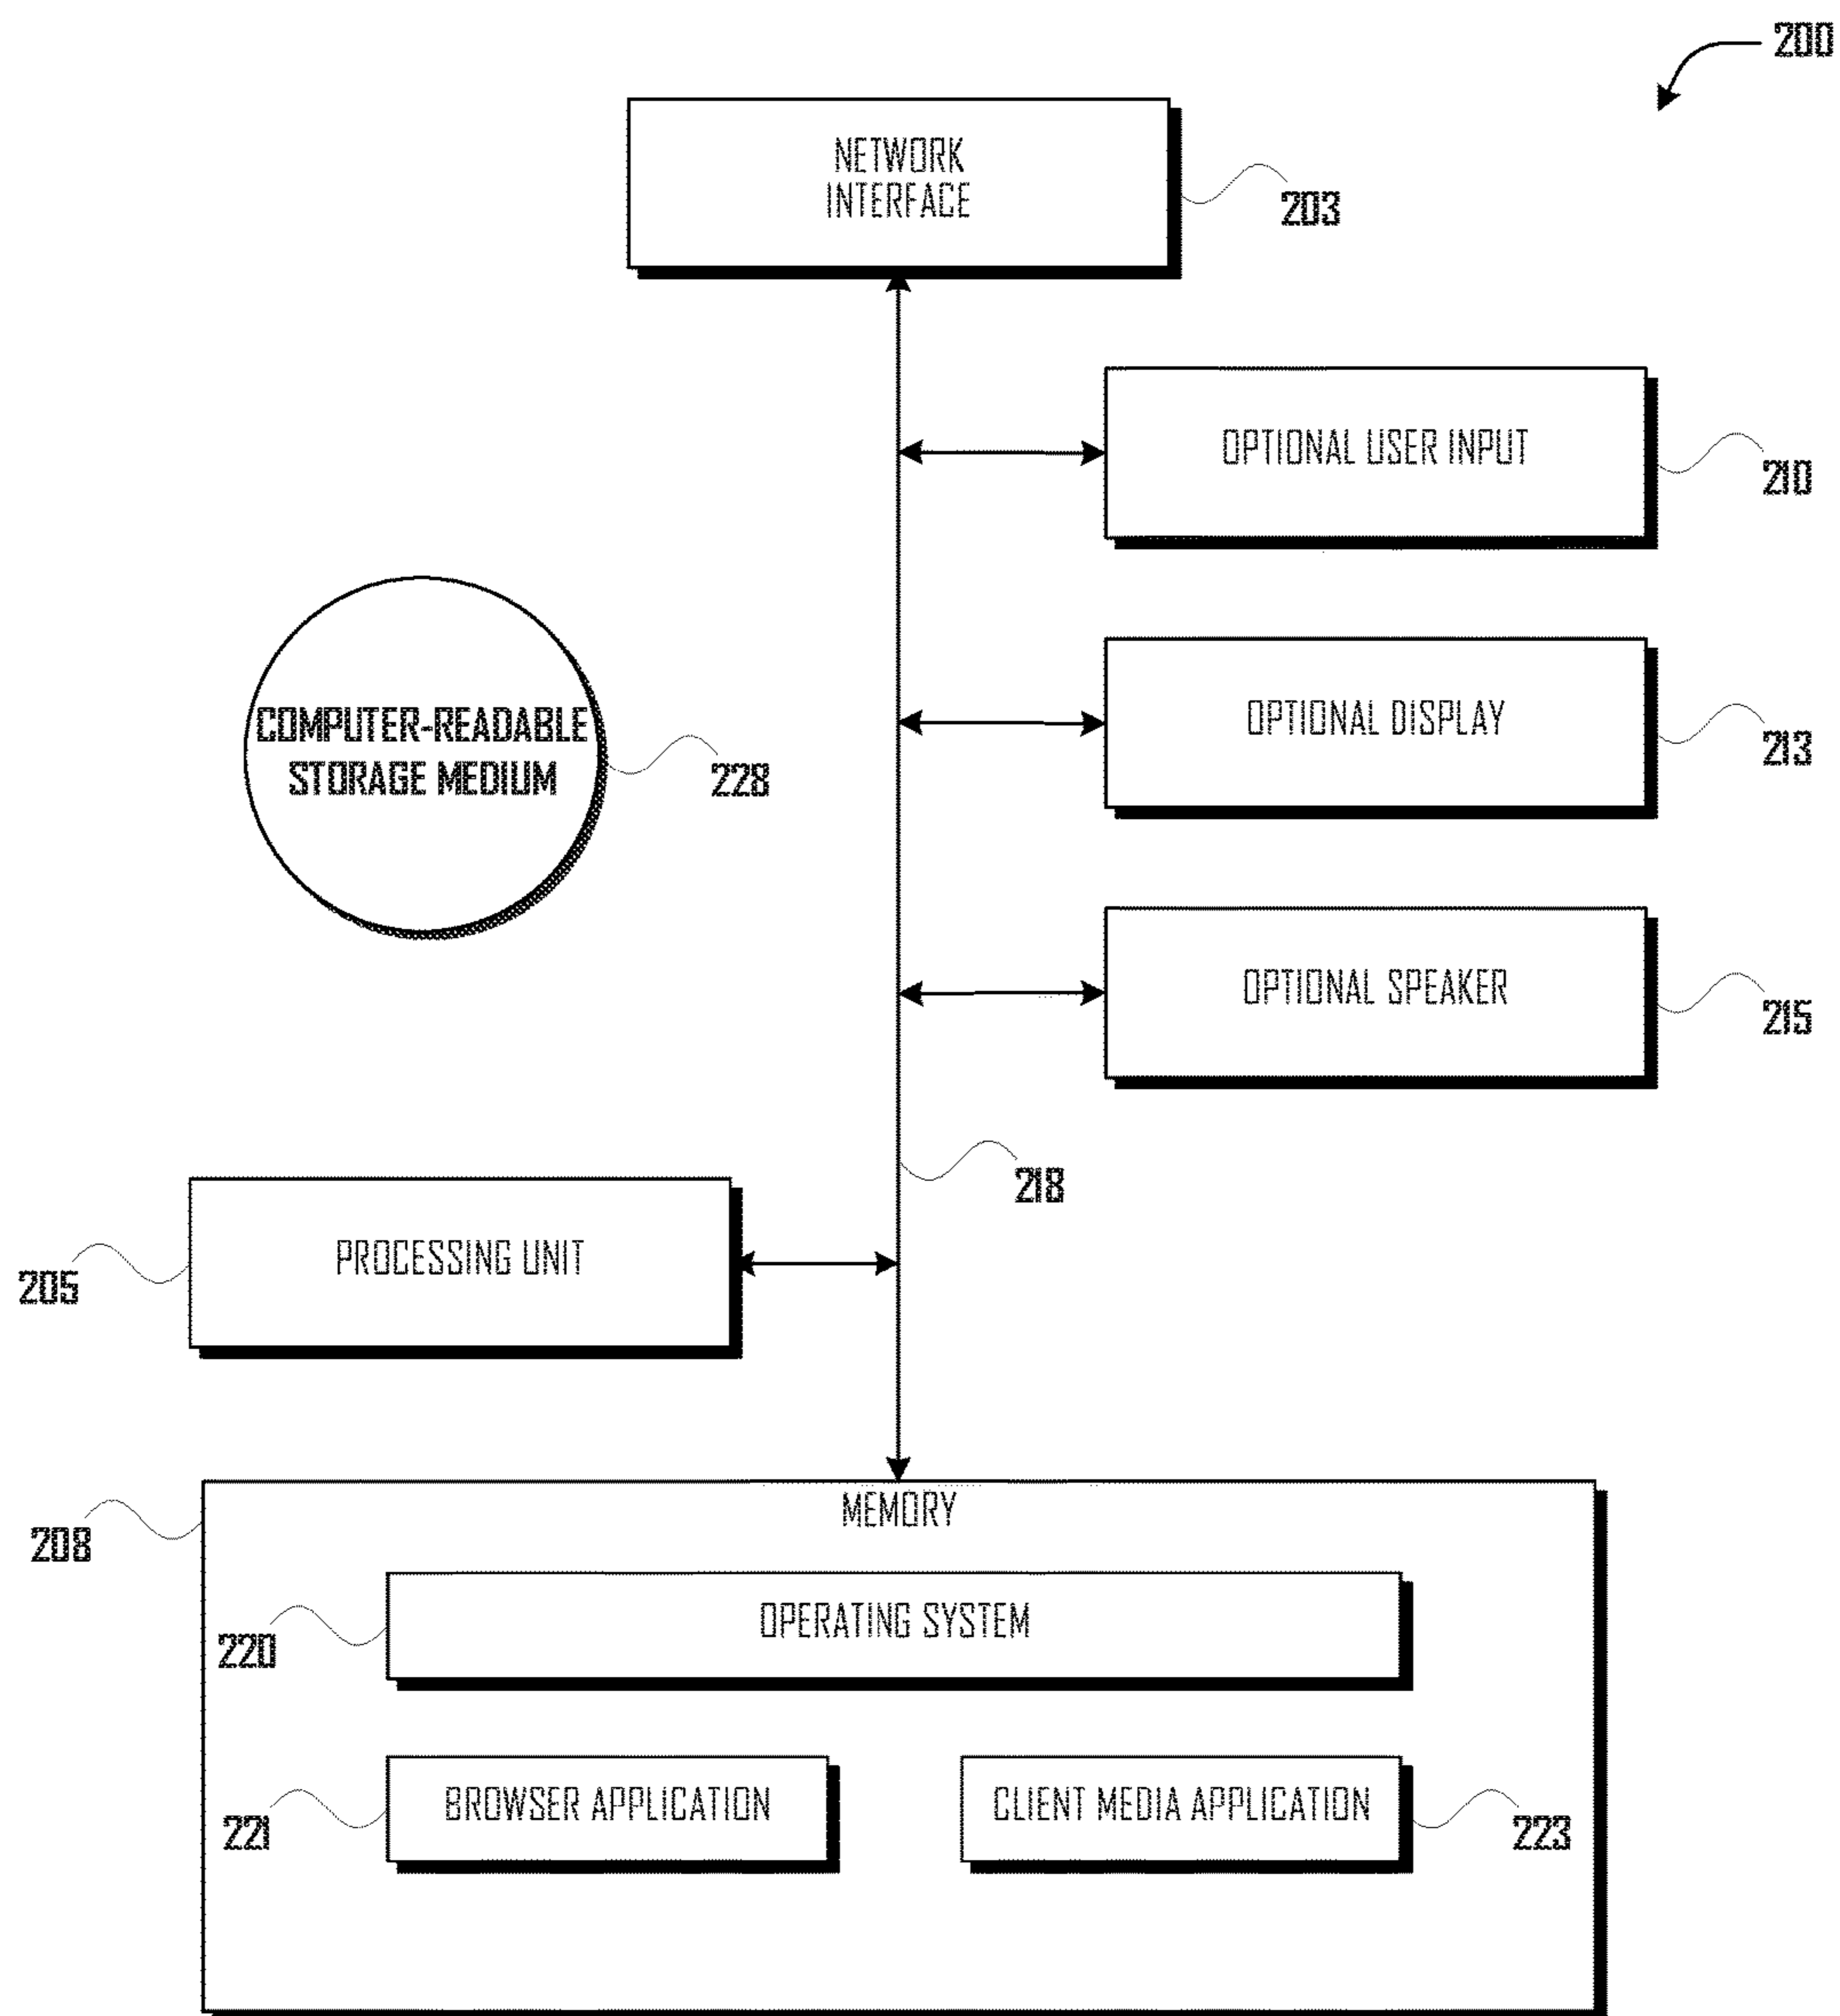 200
NETWORK
INTERFACE
203
OPTIONAL USER INPUT
210
COMPUTER-READABLE
STORAGE MEDIUM
228
OPTIONAL DISPLAY
213
OPTIONAL SPEAKER
215
218
PROCESSING UNIT
205
MEMORY
208
OPERATING SYSTEM
220
BROWSER APPLICATION
221
CLIENT MEDIA APPLICATION
223